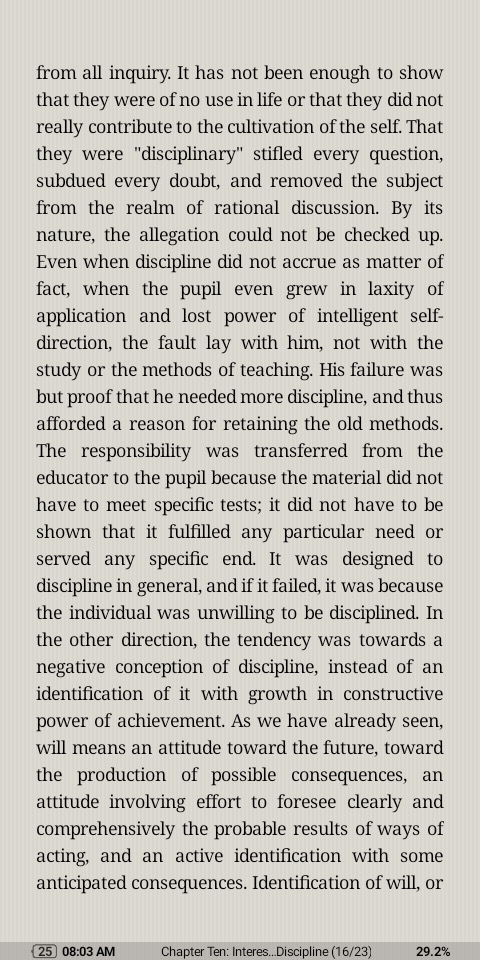 from all inquiry. It has not been enough to show
that they were of no use in life or that they did not
really contribute to the cultivation of the self. That
they were "disciplinary" stifled every question,
subdued every doubt, and removed the subject
from the realm of rational discussion. By its
nature, the allegation could not be checked up.
Even when discipline did not accrue as matter of
fact, when the pupil even grew in laxity of
application and lost power of intelligent self-
direction, the fault lay with him, not with the
study or the methods of teaching. His failure was
but proof that he needed more discipline, and thus
afforded a reason for retaining the old methods.
The responsibility was transferred from the
educator to the pupil because the material did not
have to meet specific tests; it did not have to be
shown that it fulfilled any particular need or
served any specific end. It was designed to
discipline in general, and if it failed, it was because
the individual was unwilling to be disciplined. In
the other direction, the tendency was towards a
negative conception of discipline, instead of an
identification of it with growth in constructive
power of achievement. As we have already seen,
will means an attitude toward the future, toward
the production of possible consequences, an
attitude involving effort to foresee clearly and
comprehensively the probable results of ways of
acting, and an active identification with some
anticipated consequences. Identification of will, or
25 08:03 AM Chapter Ten: Interes...Discipline (16/23) 29.2%